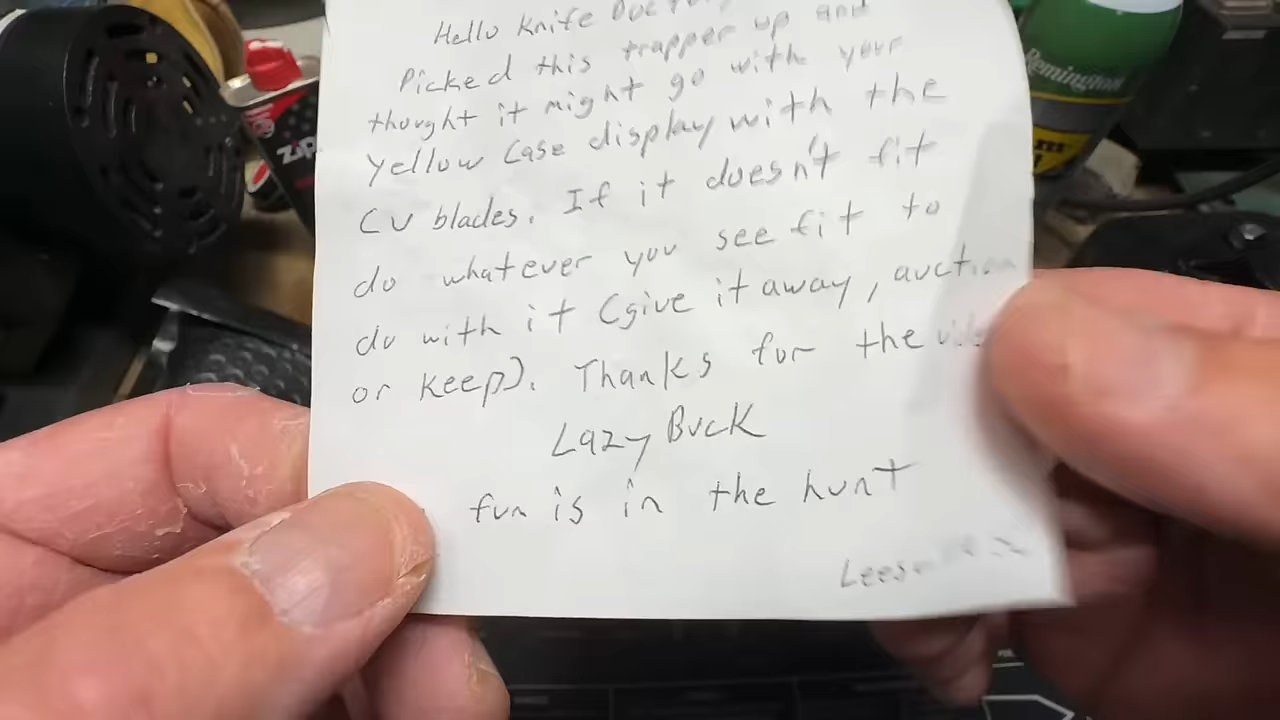 Hello Knife
Picked this trapper up and
thought it might go with your
yellow Case display with the
CV blades. If it doesn't fit
do whatever you see fit to
do with it (give it away, auction
or keep). Thanks for the
Lazy Buck
fun is in the hunt
Remington